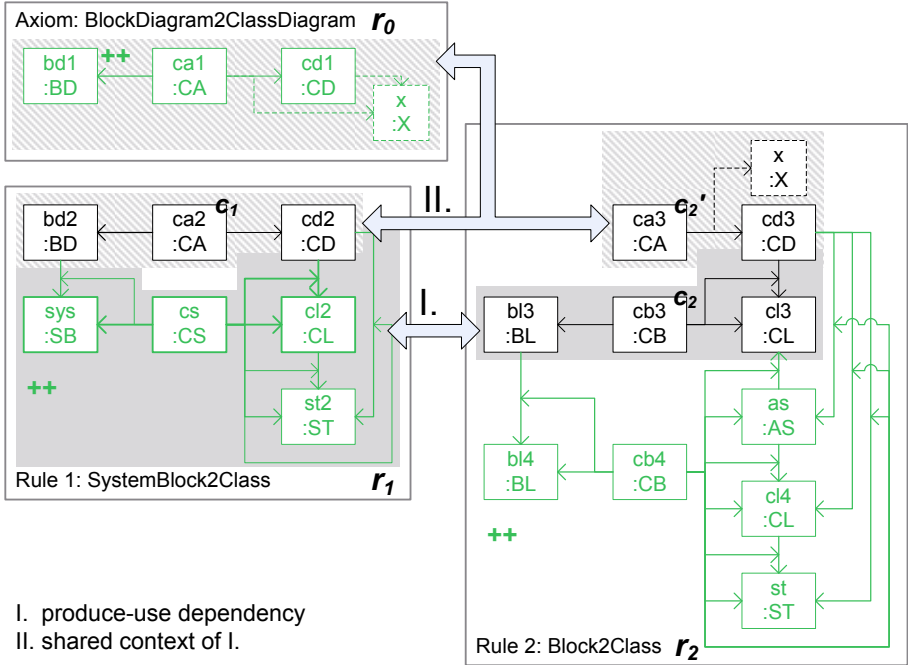 Axiom: BlockDiagram2ClassDiagram r0
++
bd1
:BD
ca1
:CA
cd1
:CD
x
:X
II.
c1
bd2
:BD
ca2
:CA
cd2
:CD
sys
:SB
cs
:CS
cl2
:CL
++
st2
:ST
Rule 1: SystemBlock2Class r1
I.
x
:X
c2'
ca3
:CA
cd3
:CD
c2
bl3
:BL
cb3
:CB
cl3
:CL
as
:AS
bl4
:BL
cb4
:CB
cl4
:CL
++
st
:ST
Rule 2: Block2Class r2
I. produce-use dependency
II. shared context of I.